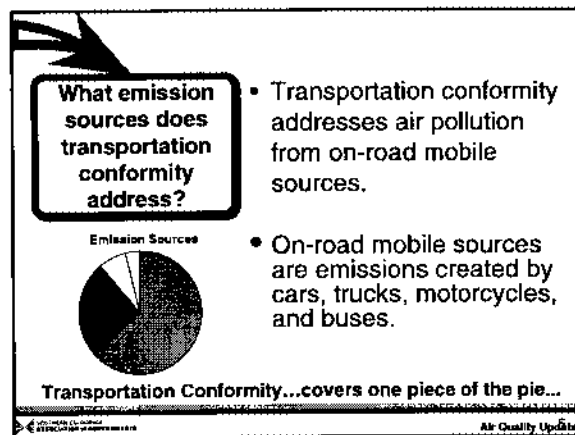 What emission
sources does
transportation
conformity
address?
• Transportation conformity
addresses air pollution
from on-road mobile
sources.
Emission Sources
• On-road mobile sources
are emissions created by
cars, trucks, motorcycles,
and buses.
Transportation Conformity...covers one piece of the pie...
Air Quality Update